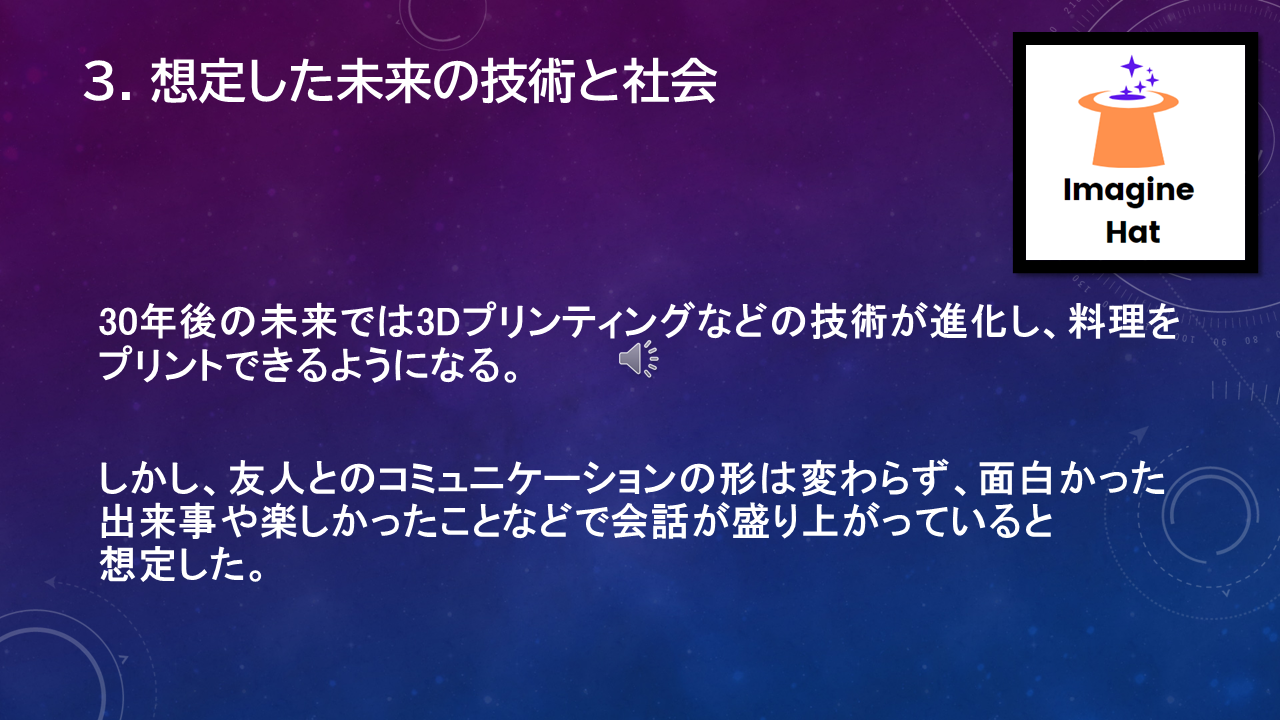 ３. 想定した未来の技術と社会
Imagine
Hat
30年後の未来では3Dプリンティングなどの技術が進化し、料理を
プリントできるようになる。
しかし、友人とのコミュニケーションの形は変わらず、面白かった
出来事や楽しかったことなどで会話が盛り上がっていると
想定した。